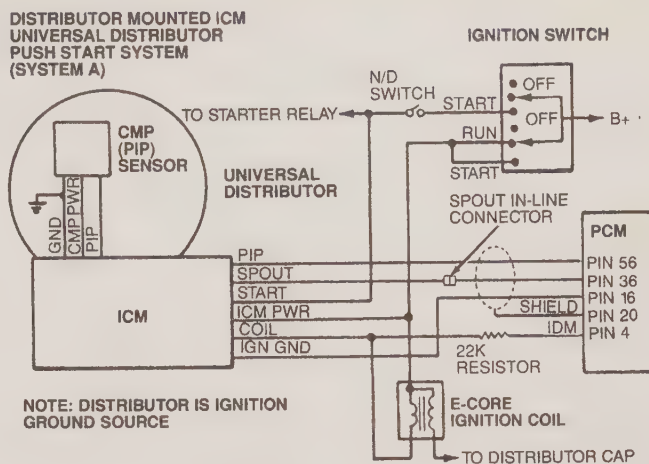 DISTRIBUTOR MOUNTED ICM
UNIVERSAL DISTRIBUTOR
PUSH START SYSTEM
(SYSTEM A)
IGNITION SWITCH
N/D
SWITCH
OFF
TO STARTER RELAY
START
OFF
B+
RUN
START
CMP
(PIP)
SENSOR
UNIVERSAL
DISTRIBUTOR
SPOUT IN-LINE
CONNECTOR
PCM
GND
CMP PWR
PIP
ICM
PIP
SPOUT
START
ICM PWR
COIL
IGN GND
PIN 56
PIN 36
PIN 16
SHIELD
PIN 20
IDM
PIN 4
22K
RESISTOR
NOTE: DISTRIBUTOR IS IGNITION
GROUND SOURCE
E-CORE
IGNITION COIL
TO DISTRIBUTOR CAP